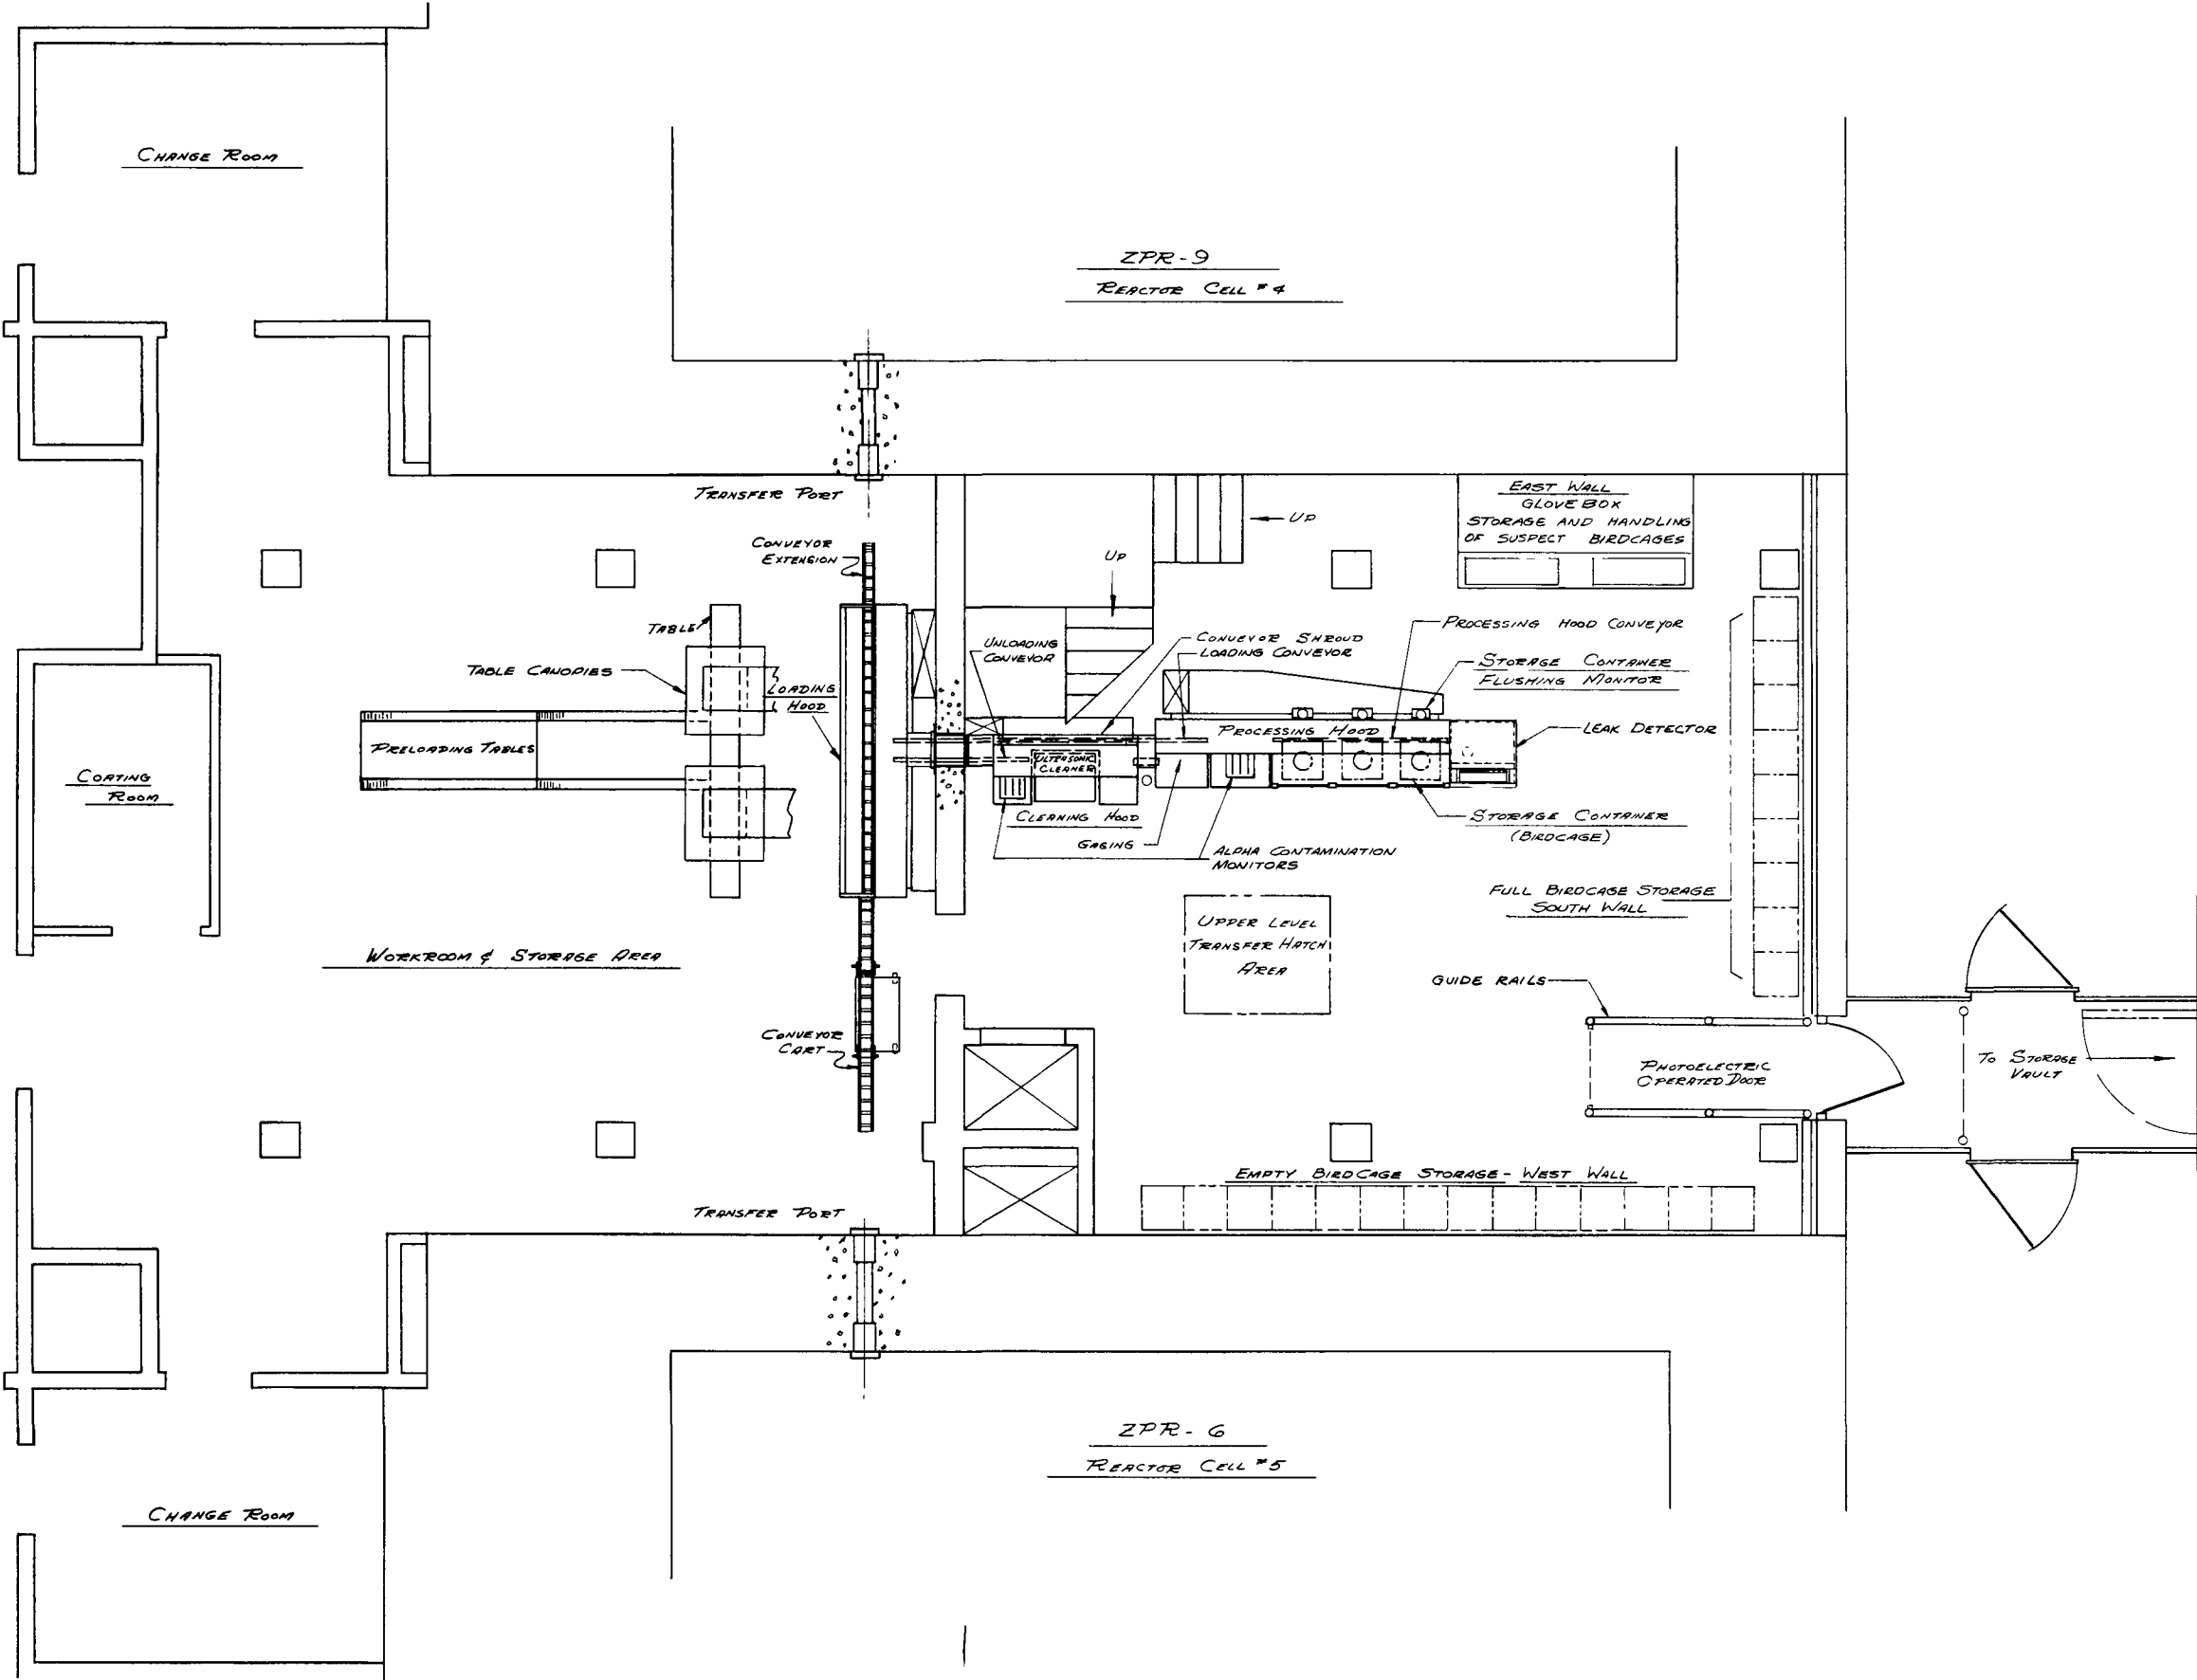 CHANGE ROOM
ZPR-9
REACTOR CELL #4
TRANSFER PORT
EAST WALL
GLOVE BOX
STORAGE AND HANDLING
OF SUSPECT BIRDCAGES
UP
UP
CONVEYOR
EXTENSION
TABLE
TABLE CANOPIES
LOADING
HOOD
UNLOADING
CONVEYOR
CONVEYOR SHROUD
LOADING CONVEYOR
PROCESSING HOOD CONVEYOR
STORAGE CONTAINER
FLUSHING MONITOR
LEAK DETECTOR
PROCESSING HOOD
PRELOADING TABLES
ULTRASONIC
CLEANER
COATING
ROOM
CLEANING HOOD
GAGING
ALPHA CONTAMINATION
MONITORS
STORAGE CONTAINER
(BIRDCAGE)
FULL BIRDCAGE STORAGE
SOUTH WALL
UPPER LEVEL
TRANSFER HATCH
AREA
WORKROOM & STORAGE AREA
GUIDE RAILS
CONVEYOR
CART
PHOTOELECTRIC
OPERATED DOOR
TO STORAGE
VAULT
EMPTY BIRDCAGE STORAGE - WEST WALL
TRANSFER PORT
ZPR-6
REACTOR CELL #5
CHANGE ROOM